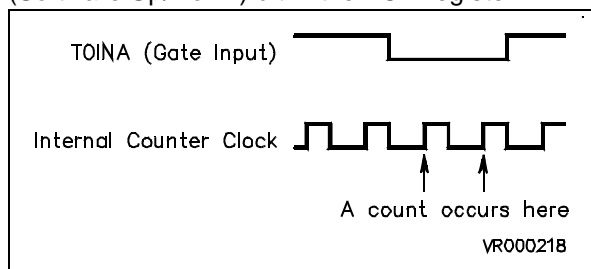 TOINA (Gate Input)
Internal Counter Clock
A count occurs here
VR000218